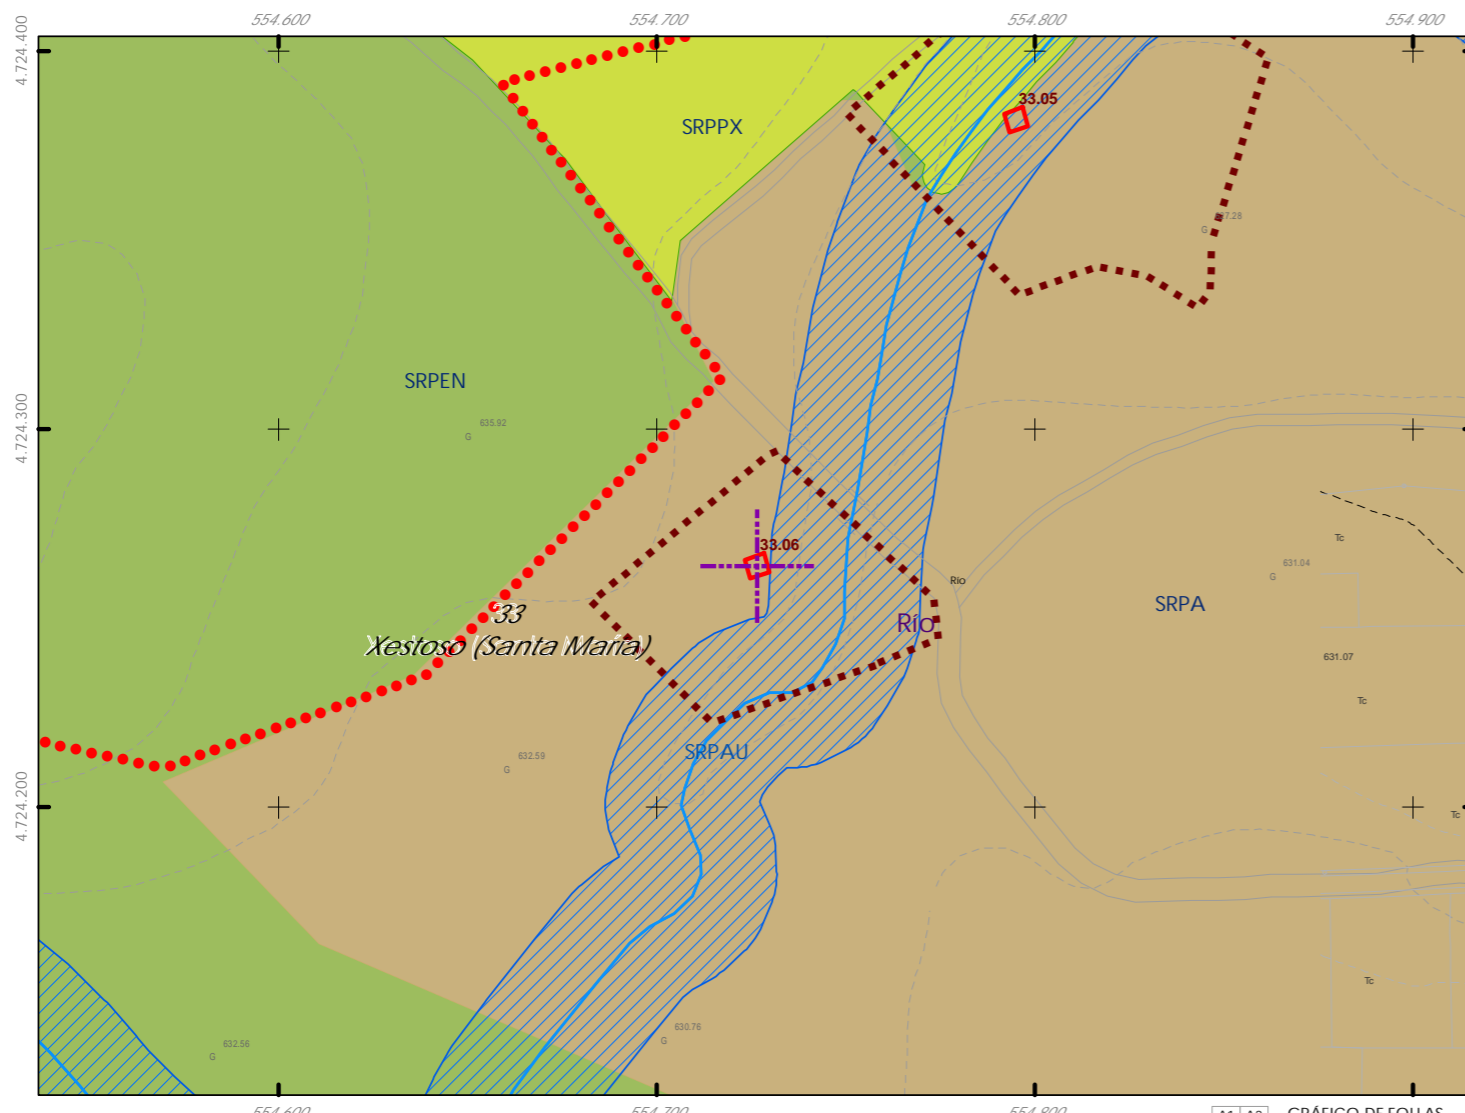 554.600
554.700
554.800
554.900
4.724.400
33.05
SRPPX
G
SRPEN
4.724.300
635.92
G
33.06
Tc
631.04
G
Río
SRPA
33
Xestoso (Santa María)
Río
631.07
Tc
SRPAU
632.59
G
4.724.200
Tc
Tc
630.76
G
632.56
G
554.600
554.700
554.800
A1 A2
GRÁFICO DE FOLLAS